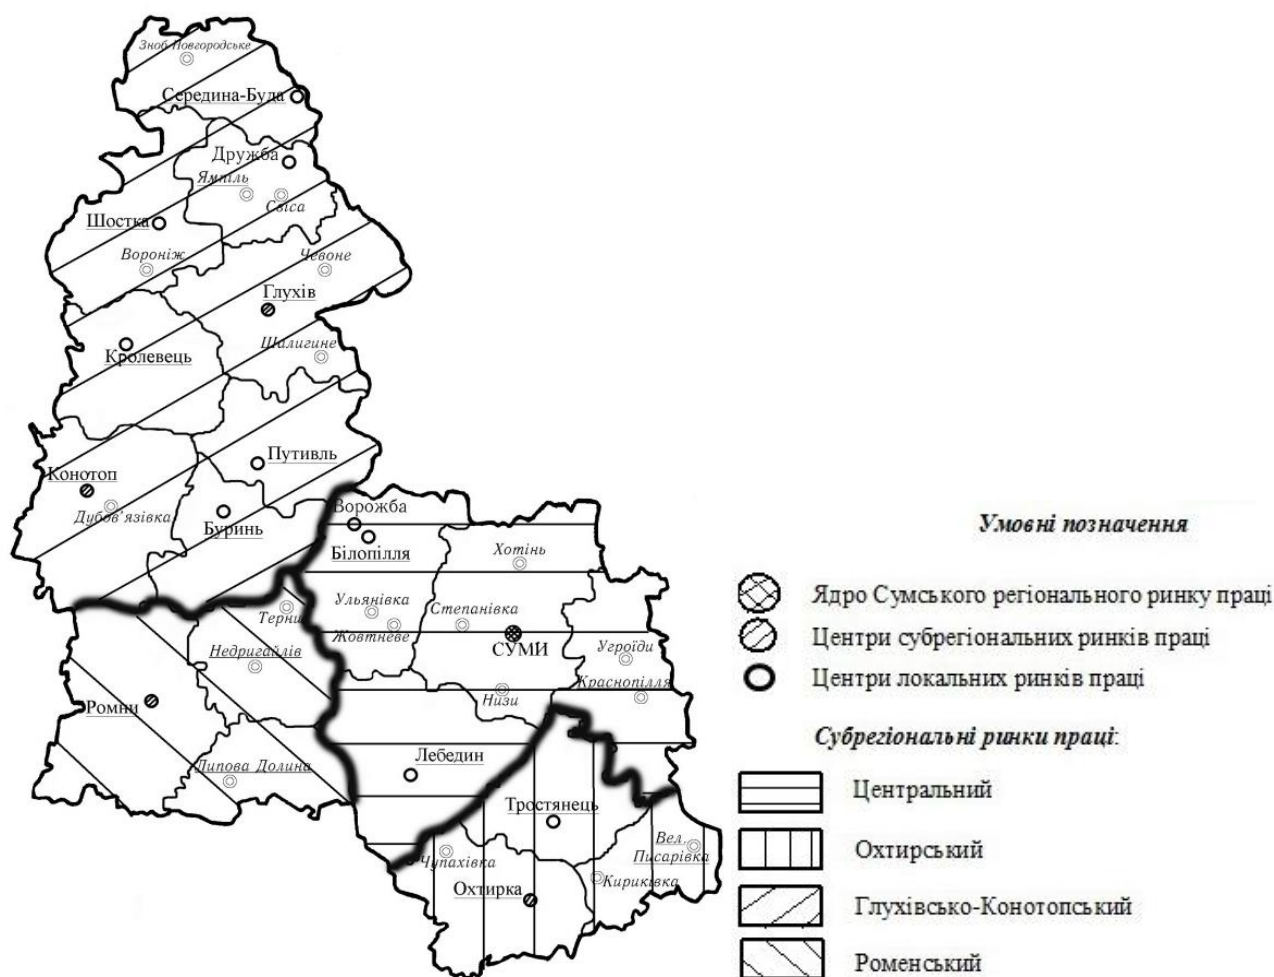 Зноб Новгородське
Середина-Буда
Дружба
Ямпіль
Свіса
Шостка
Вороніж
Чевоне
Глухів
Шалигине
Кролевець
Путивль
Конотоп
Дубов'язівка
Буринь
Ворожба
Білопілля
Хотінь
Ульянівка
Степанівка
Терни
Жовтневе
СУМИ
Угроїди
Недригайлів
Краснопілля
Низи
Ромни
Лебедин
Липова Долина
Тростянець
Вел.
Писарівка
Чупахівка
Кириківка
Охтирка
Умовні позначення
Ядро Сумського регіонального ринку праці
Центри субрегіональних ринків праці
Центри локальних ринків праці
Субрегіональні ринки праці:
Центральний
Охтирський
Глухівсько-Конотопський
Роменський